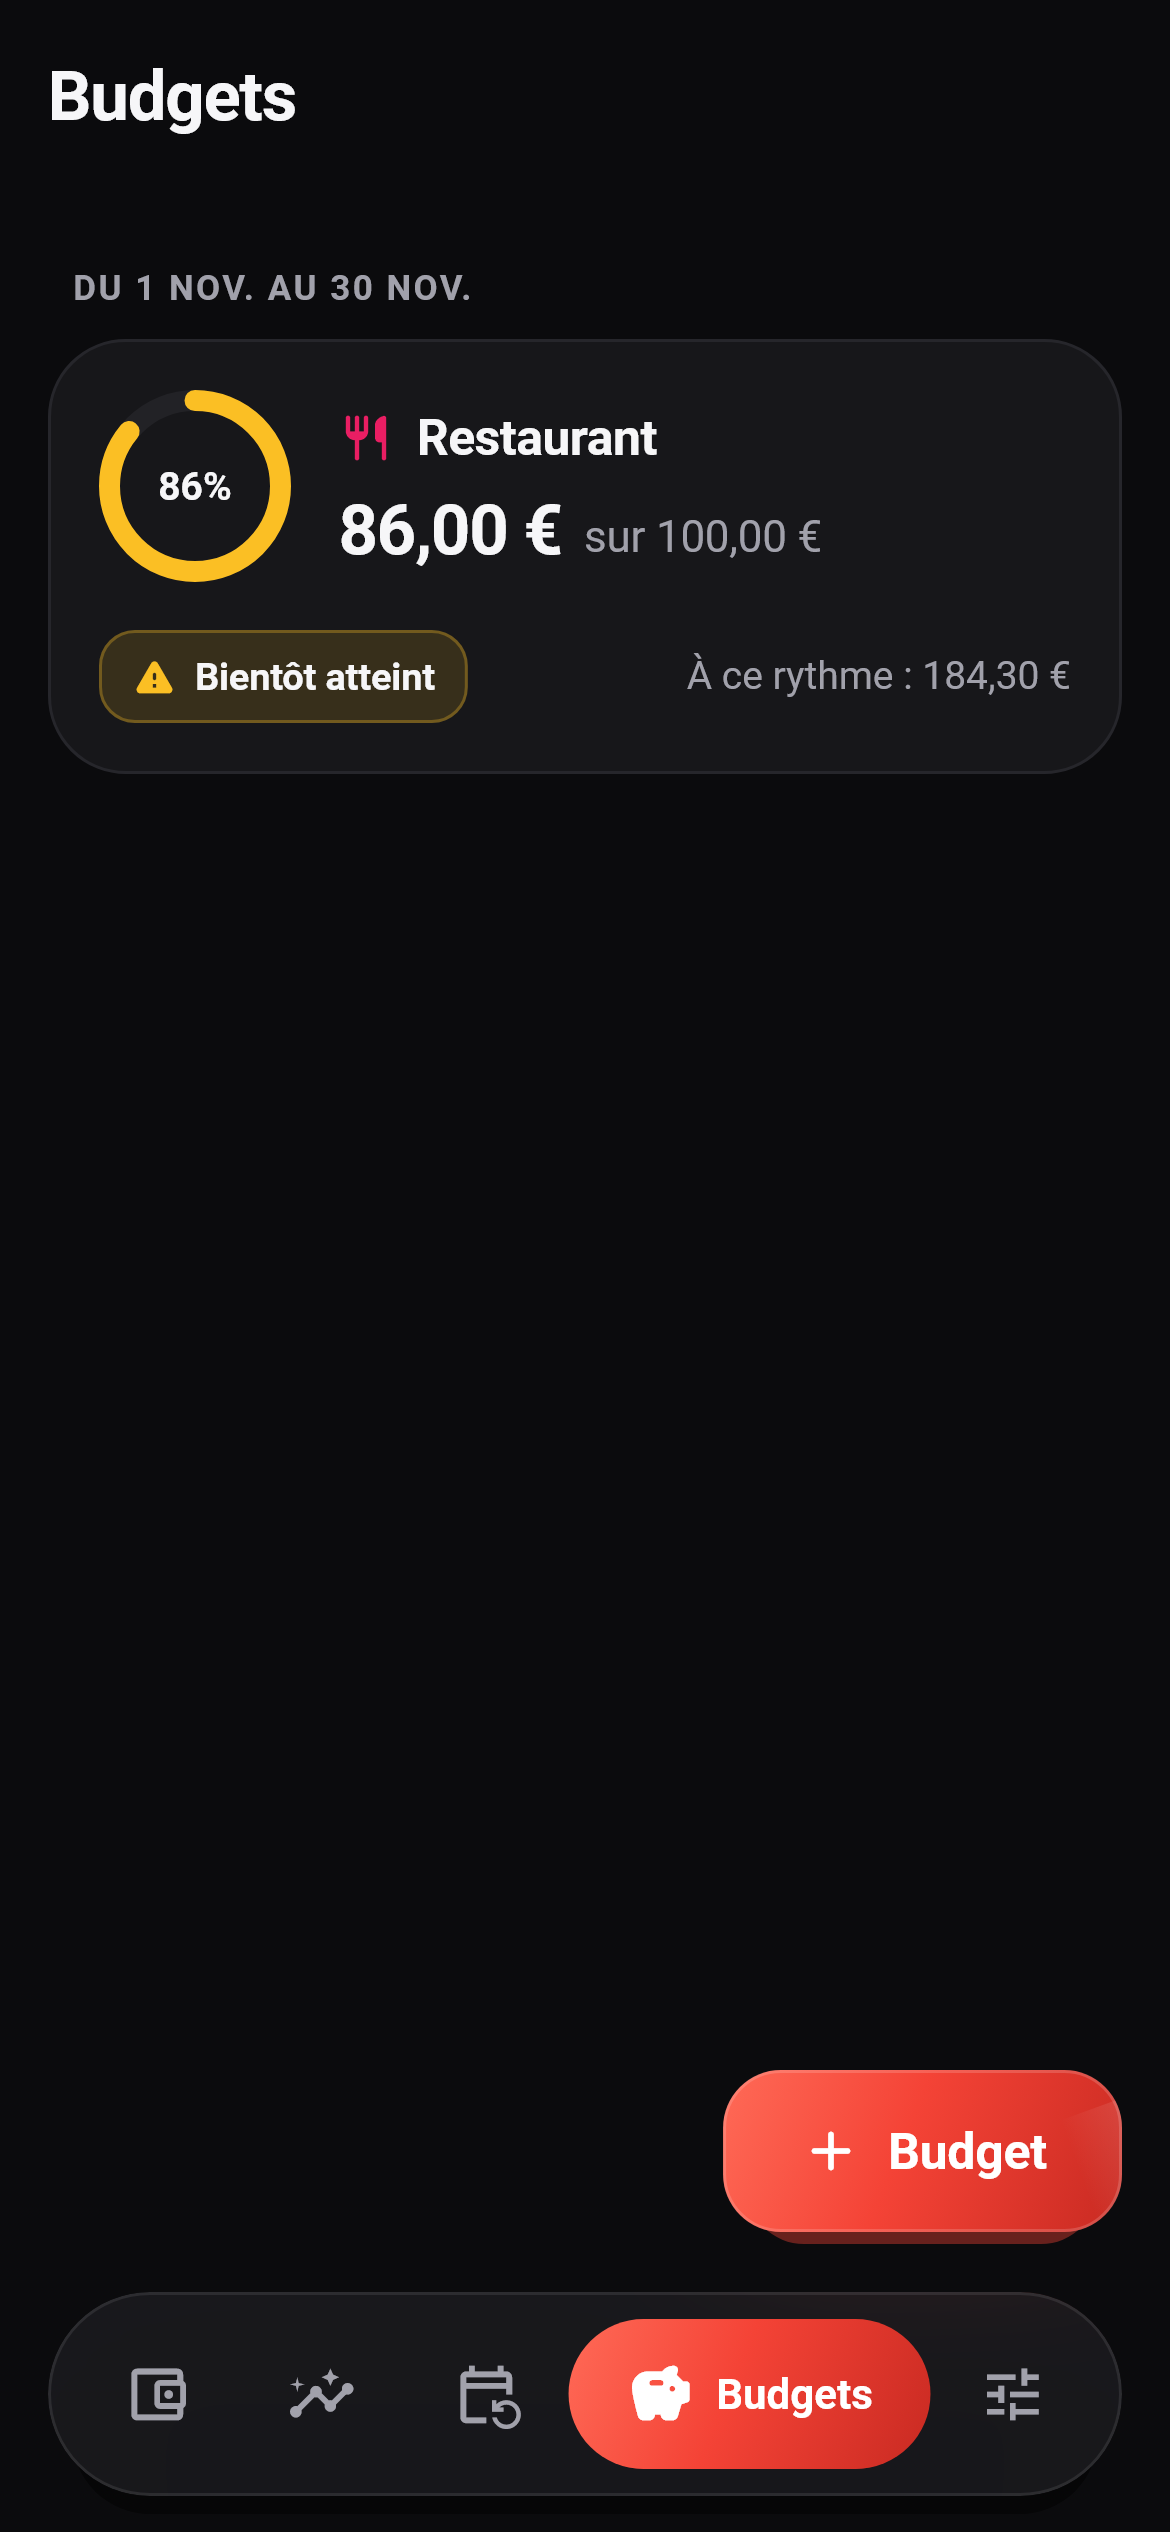 Budgets
DU 1 NOV. AU 30 NOV.
86%
Restaurant
86,00 € sur 100,00 €
Bientôt atteint
À ce rythme : 184,30 €
Budget
Budgets